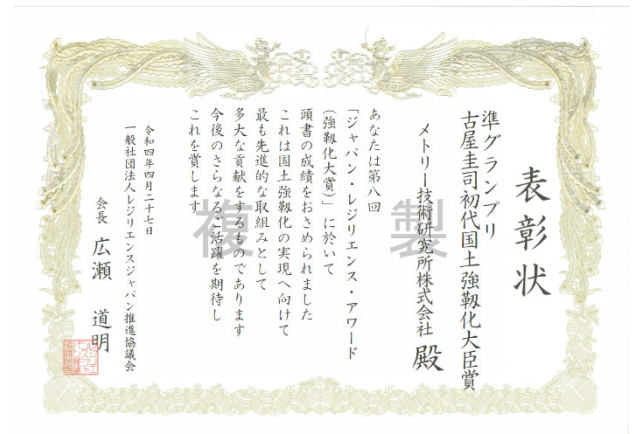 表彰状
準グランプリ
古屋圭司初代国土強靱化大臣賞
メトリー技術研究所株式会社 殿
あなたは第八回
「ジャパン・レジリエンス・アワード
(強靱化大賞)」に於いて
頭書の成績をおさめられました
これは国土強靱化の実現へ向けて
最も先進的な取組みとして
多大な貢献をするものであります
今後のさらなるご活躍を期待し
これを賞します
令和四年四月二十七日
一般社団法人レジリエンスジャパン推進協議会
会長 広瀬 道明
複製